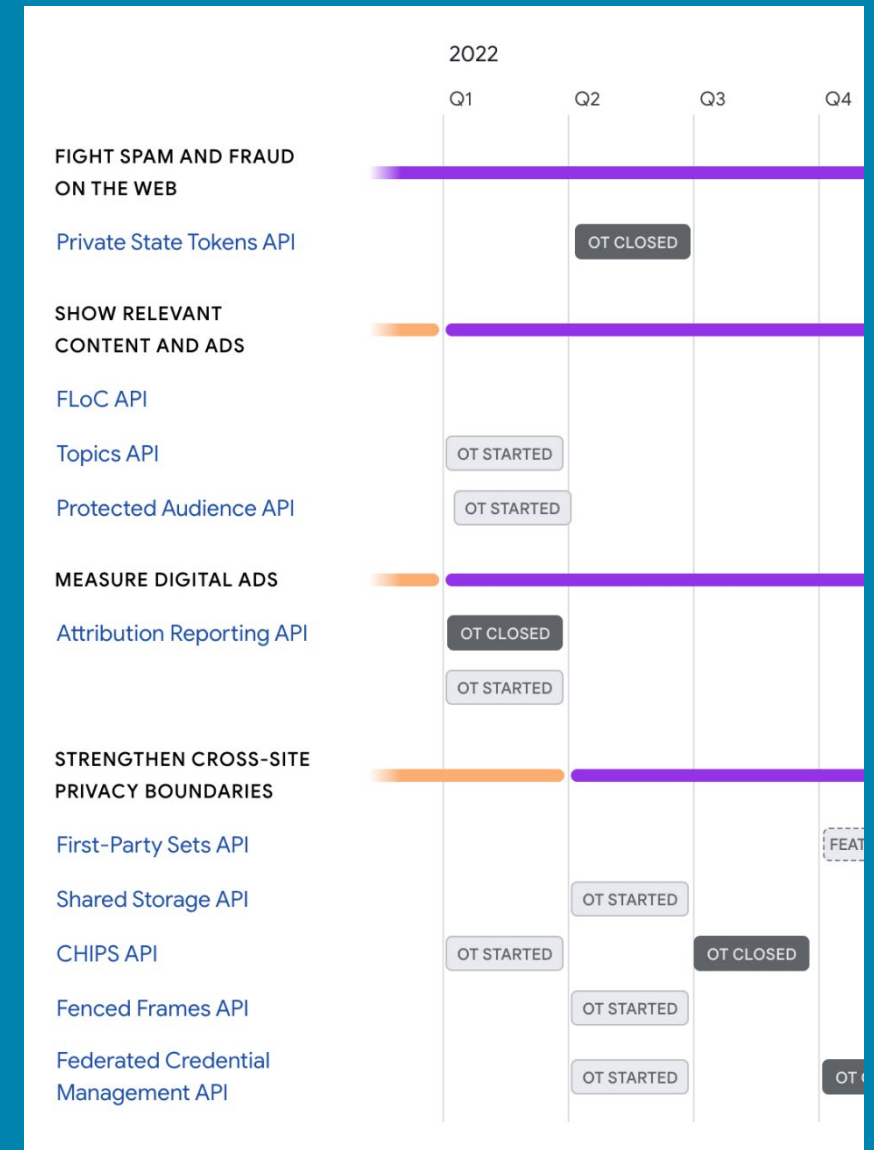 2022
Q1 Q2 Q3 Q4
FIGHT SPAM AND FRAUD
ON THE WEB
Private State Tokens API OT CLOSED
SHOW RELEVANT
CONTENT AND ADS
FLoC API
Topics API OT STARTED
Protected Audience API OT STARTED
MEASURE DIGITAL ADS
Attribution Reporting API OT CLOSED
OT STARTED
STRENGTHEN CROSS-SITE
PRIVACY BOUNDARIES
First-Party Sets API FEAT
Shared Storage API OT STARTED
CHIPS API OT STARTED OT CLOSED
Fenced Frames API OT STARTED
Federated Credential
Management API OT STARTED OT